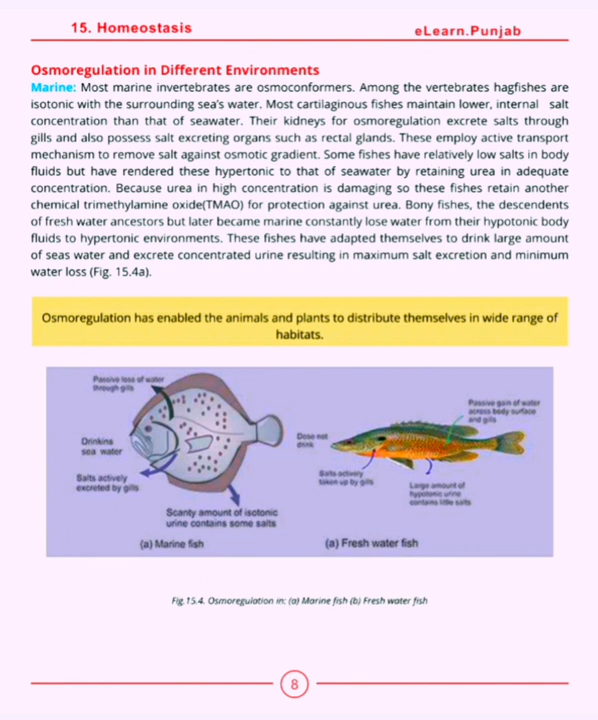 15. Homeostasis
eLearn.Punjab
Osmoregulation in Different Environments
Marine: Most marine invertebrates are osmoconformers. Among the vertebrates hagfishes are
isotonic with the surrounding sea's water. Most cartilaginous fishes maintain lower, internal salt
concentration than that of seawater. Their kidneys for osmoregulation excrete salts through
gills and also possess salt excreting organs such as rectal glands. These employ active transport
mechanism to remove salt against osmotic gradient. Some fishes have relatively low salts in body
fluids but have rendered these hypertonic to that of seawater by retaining urea in adequate
concentration. Because urea in high concentration is damaging so these fishes retain another
chemical trimethylamine oxide(TMAO) for protection against urea. Bony fishes, the descendents
of fresh water ancestors but later became marine constantly lose water from their hypotonic body
fluids to hypertonic environments. These fishes have adapted themselves to drink large amount
of seas water and excrete concentrated urine resulting in maximum salt excretion and minimum
water loss (Fig. 15.4a).
Osmoregulation has enabled the animals and plants to distribute themselves in wide range of
habitats.
Passive loss of water
through gills
Drinkins
sea water
Salts actively
excreted by gills
Scanty amount of isotonic
urine contains some salts
(a) Marine fish
Dose not
drink
Passive gain of water
across body surface
and gills
Salts actively
taken up by gills
Large amount of
hypotonic urine
contains little salts
(a) Fresh water fish
Fig.15.4. Osmoregulation in: (a) Marine fish (b) Fresh water fish
8